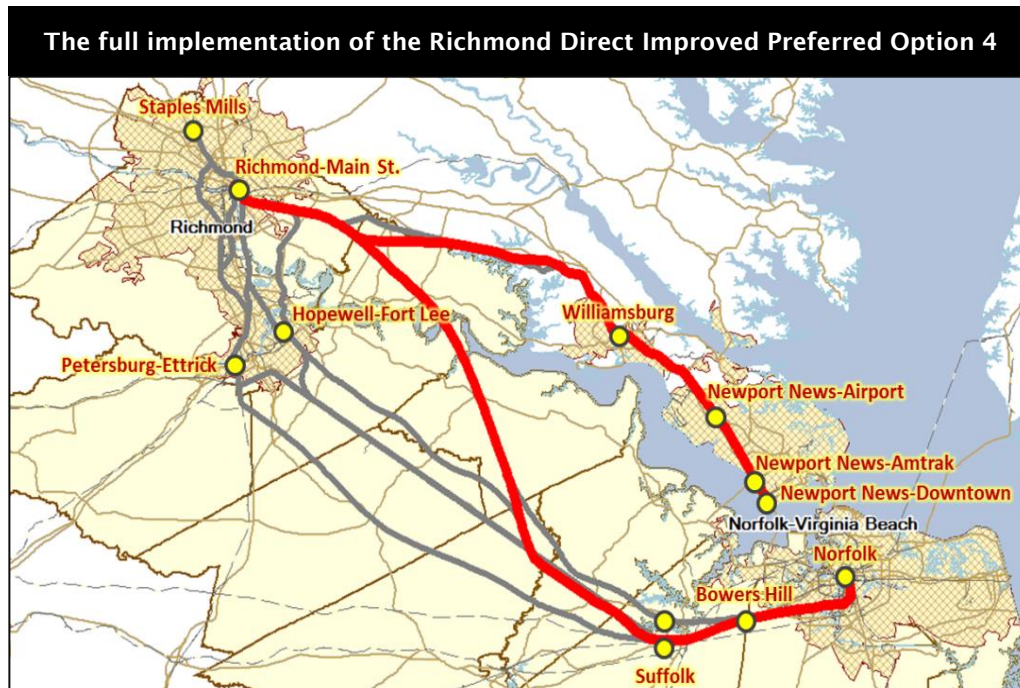 The full implementation of the Richmond Direct Improved Preferred Option 4
Staples Mills
Richmond-Main St.
Richmond
Hopewell-Fort Lee
Williamsburg
Petersburg-Ettrick
Newport News-Airport
Newport News-Amtrak
Newport News-Downtown
Norfolk-Virginia Beach
Norfolk
Bowers Hill
Suffolk